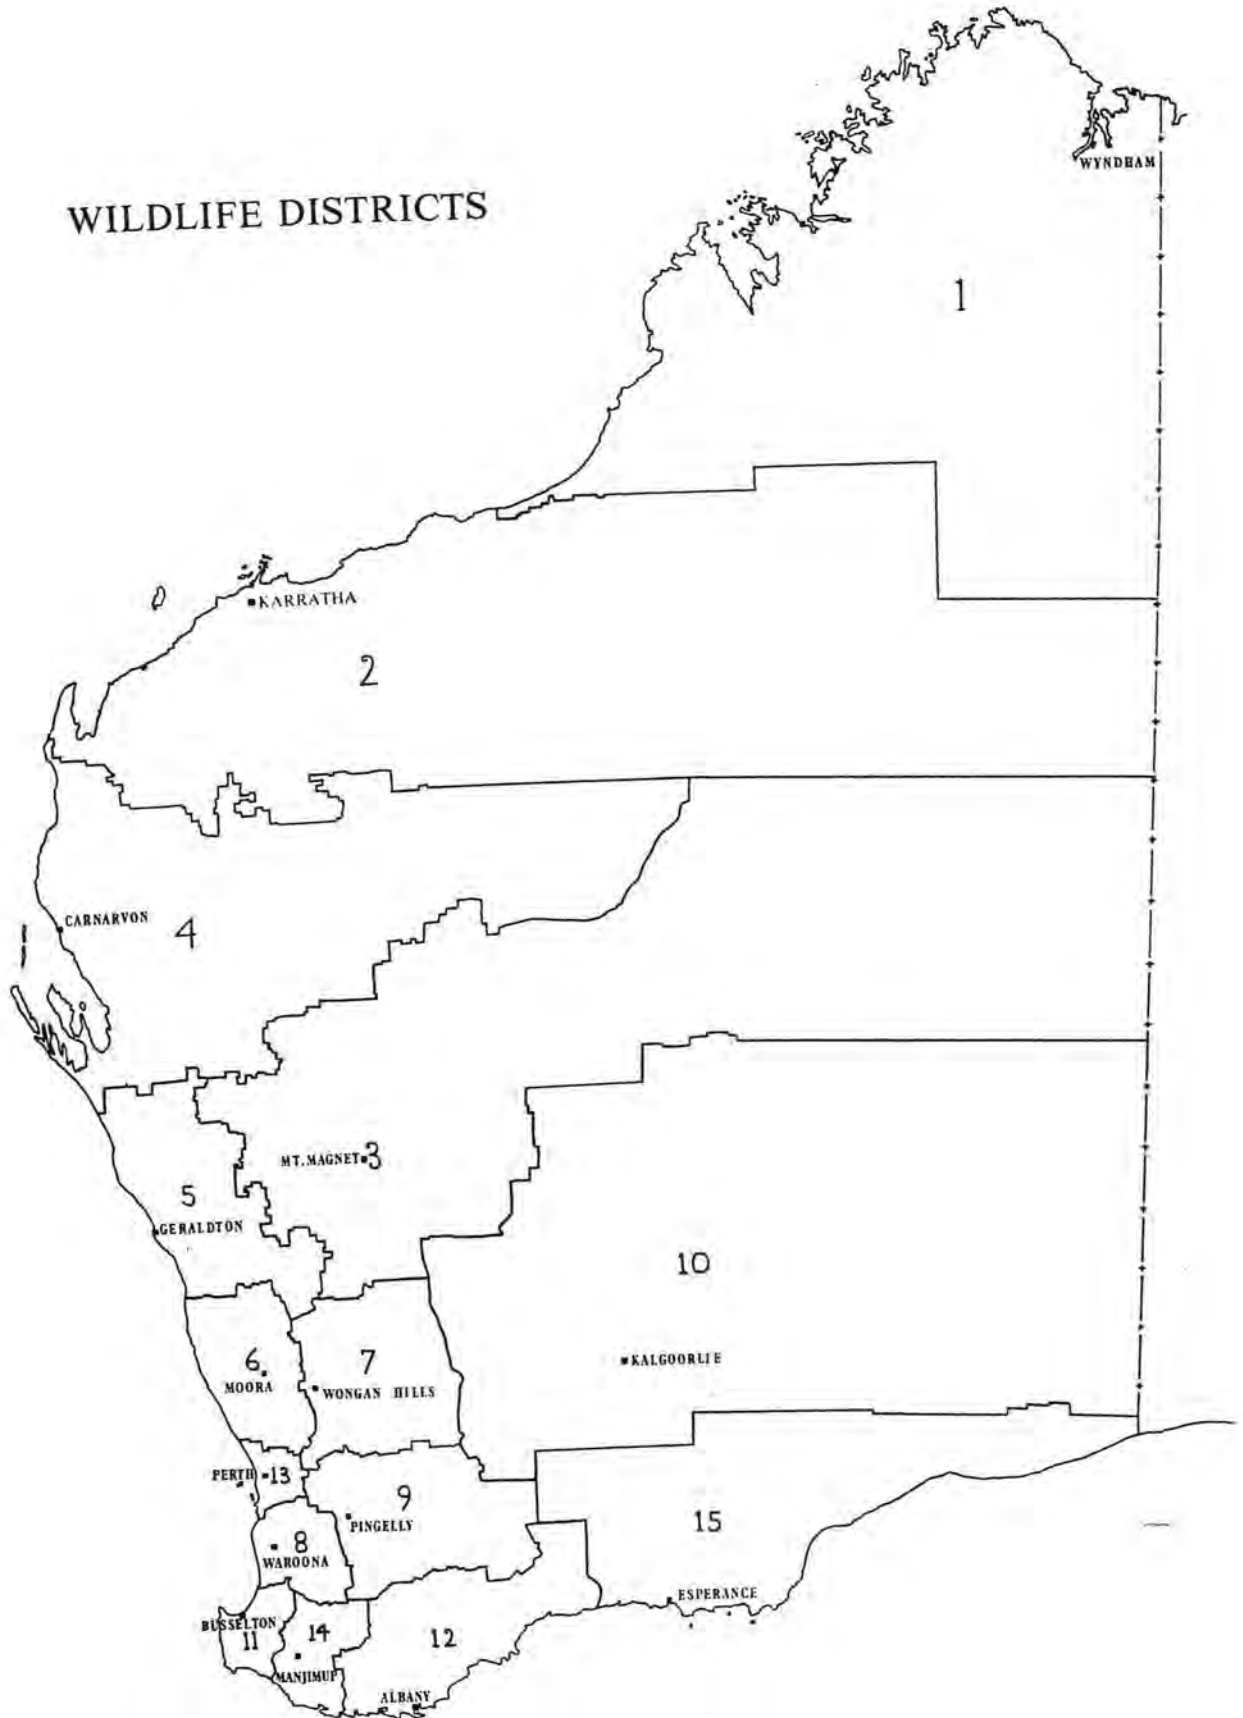 WILDLIFE DISTRICTS
WYNDHAM
1
KARRATHA
2
CARNARVON
4
MT.MAGNET 3
5
GERALDTON
10
6
MOORA
7
WONGAN HILLS
KALGOORLIE
PERTH 13
9
PINGELLY
15
8
WAROONA
ESPERANCE
BUSSELTON
11
14
MANJIMUP
12
ALBANY